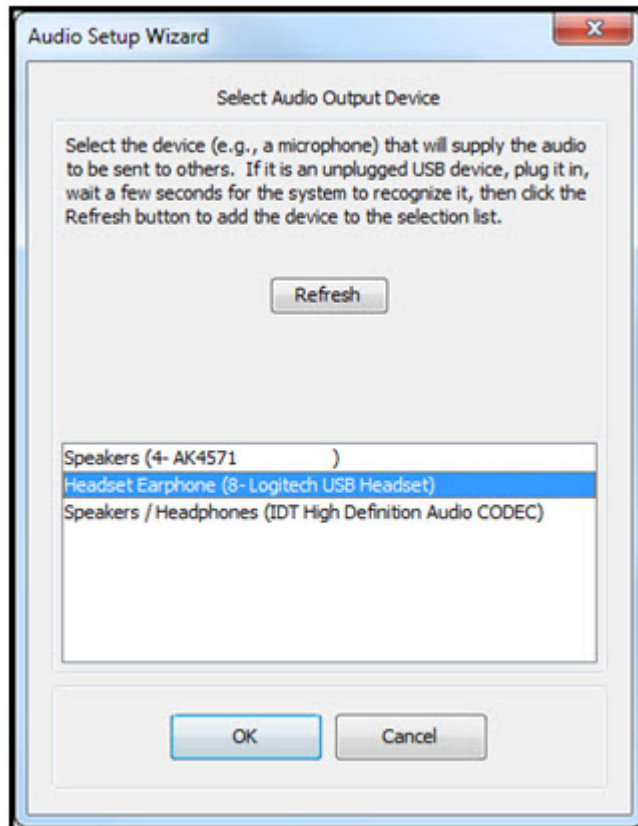 Audio Setup Wizard
Select Audio Output Device
Select the device (e.g., a microphone) that will supply the audio
to be sent to others. If it is an unplugged USB device, plug it in,
wait a few seconds for the system to recognize it, then click the
Refresh button to add the device to the selection list.
Refresh
Speakers (4- AK4571 )
Headset Earphone (8- Logitech USB Headset)
Speakers / Headphones (IDT High Definition Audio CODEC)
OK Cancel